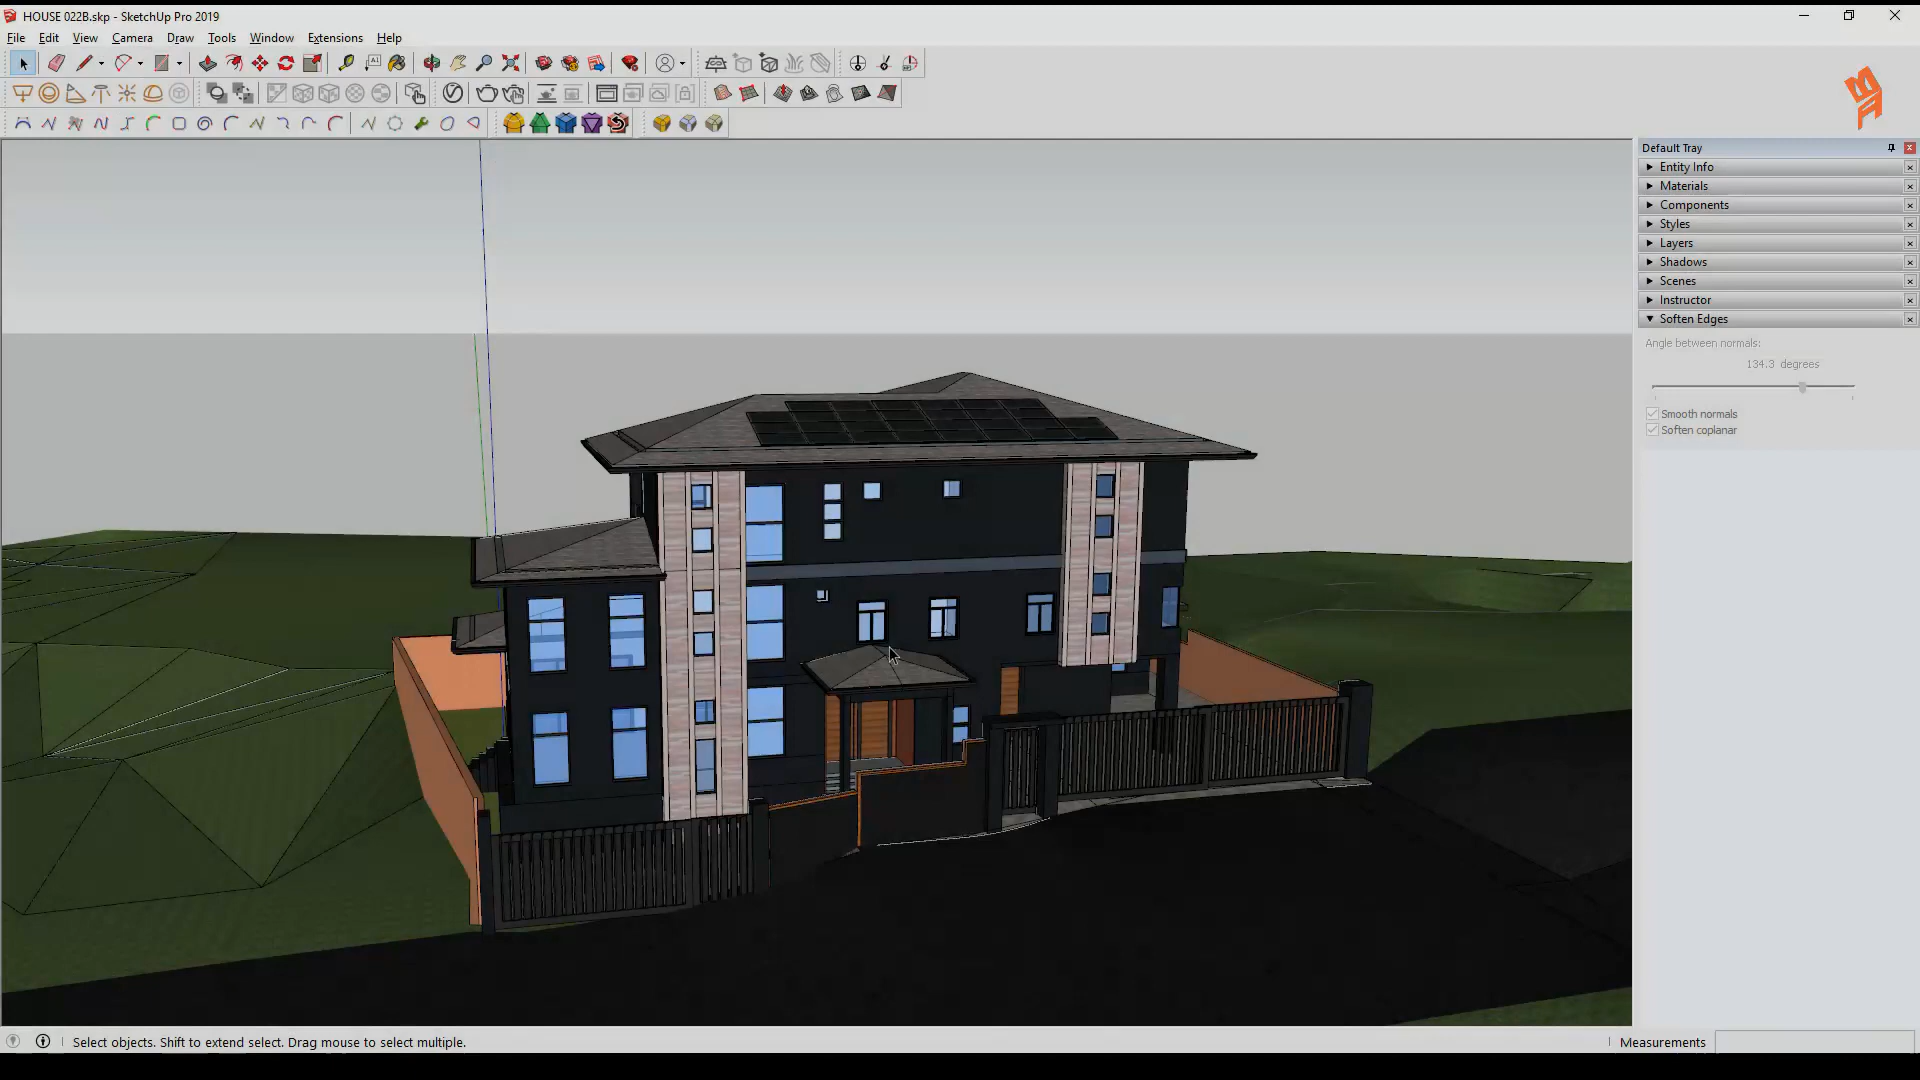 HOUSE 022B.skp - SketchUp Pro 2019
File Edit View Camera Draw Tools Window Extensions Help
Default Tray
Entity Info
Materials
Components
Styles
Layers
Shadows
Scenes
Instructor
Soften Edges
Angle between normals:
134.3 degrees
Smooth normals
Soften coplanar
Select objects. Shift to extend select. Drag mouse to select multiple.
Measurements